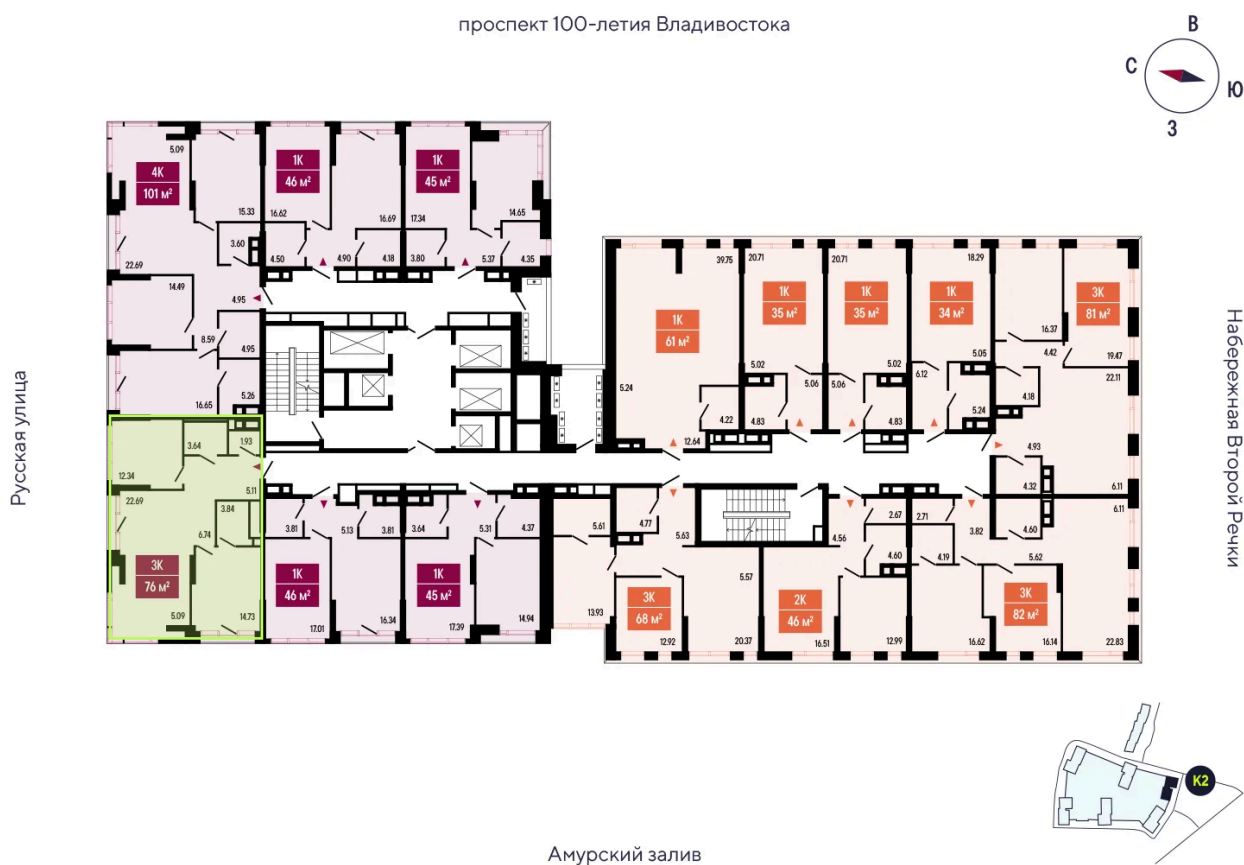 проспект 100-летия Владивостока
В
С
Ю
З
5.09
4К
101 м²
15.33
3.60
22.69
14.49
4.95
8.59
4.95
16.65
5.26
1К
46 м²
16.62
16.69
4.50
4.90
4.18
1К
45 м²
17.34
14.65
3.80
5.37
4.35
39.75
1К
61 м²
5.24
4.22
12.64
20.71
1К
35 м²
5.02
5.06
4.83
20.71
1К
35 м²
5.02
5.06
4.83
18.29
1К
34 м²
5.05
6.12
5.24
3К
81 м²
16.37
4.42
19.47
22.11
4.18
4.93
4.32
6.11
Русская улица
Набережная Второй Речки
3.64
1.93
12.34
22.69
5.11
3.84
6.74
3К
76 м²
5.09
14.73
3.81
5.13
3.81
1К
46 м²
17.01
16.34
3.64
5.31
4.37
1К
45 м²
17.39
14.94
5.61
4.77
5.63
5.57
13.93
3К
68 м²
12.92
20.37
2.67
4.56
4.60
2К
46 м²
16.51
12.99
2.71
3.82
4.60
6.11
4.19
5.62
3К
82 м²
16.62
16.14
22.83
К2
Амурский залив